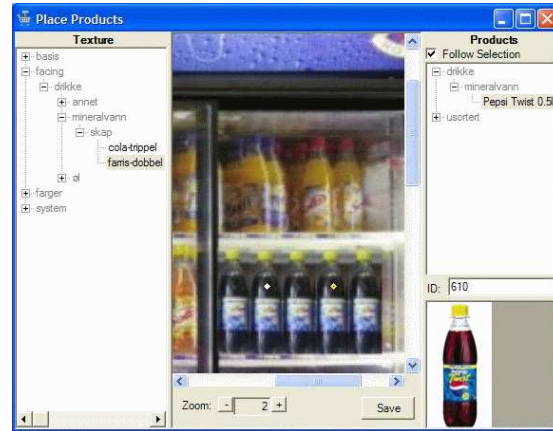 Place Products
Texture
basis
facing
drikke
annet
mineralvann
skap
cola-trippel
farris-dobbel
øl
farger
system
Zoom: - 2 +
Save
Products
Follow Selection
drikke
mineralvann
Pepsi Twist 0.5l
usortert
ID: 610
Twist